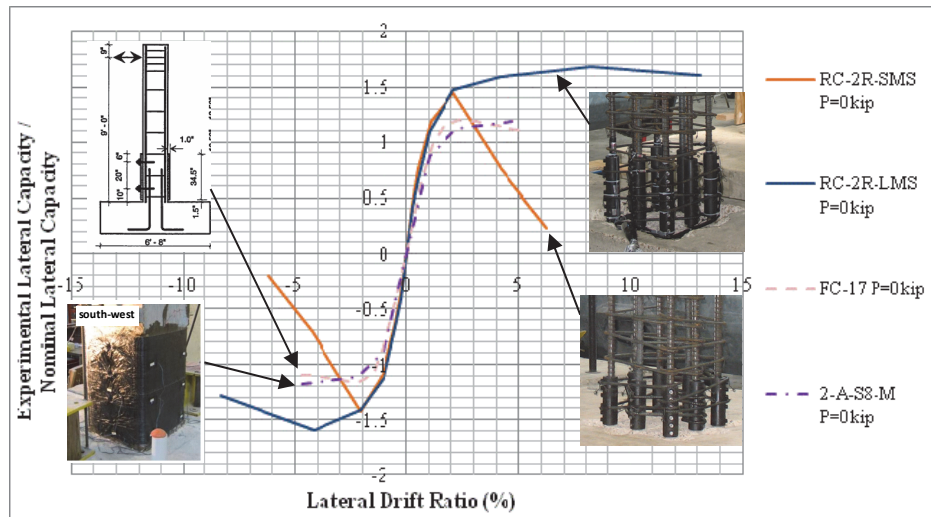 9"
9' - 0"
1.0"
6"
20"
10"
34.5"
1.5"
6' - 8"
south-west
2
1.5
1
0.5
0
-0.5
-1
-1.5
-2
-15
-10
-5
0
5
10
15
Experimental Lateral Capacity /
Nominal Lateral Capacity
Lateral Drift Ratio (%)
RC-2R-SMS
P=0kip
RC-2R-LMS
P=0kip
FC-17 P=0kip
2-A-S8-M
P=0kip